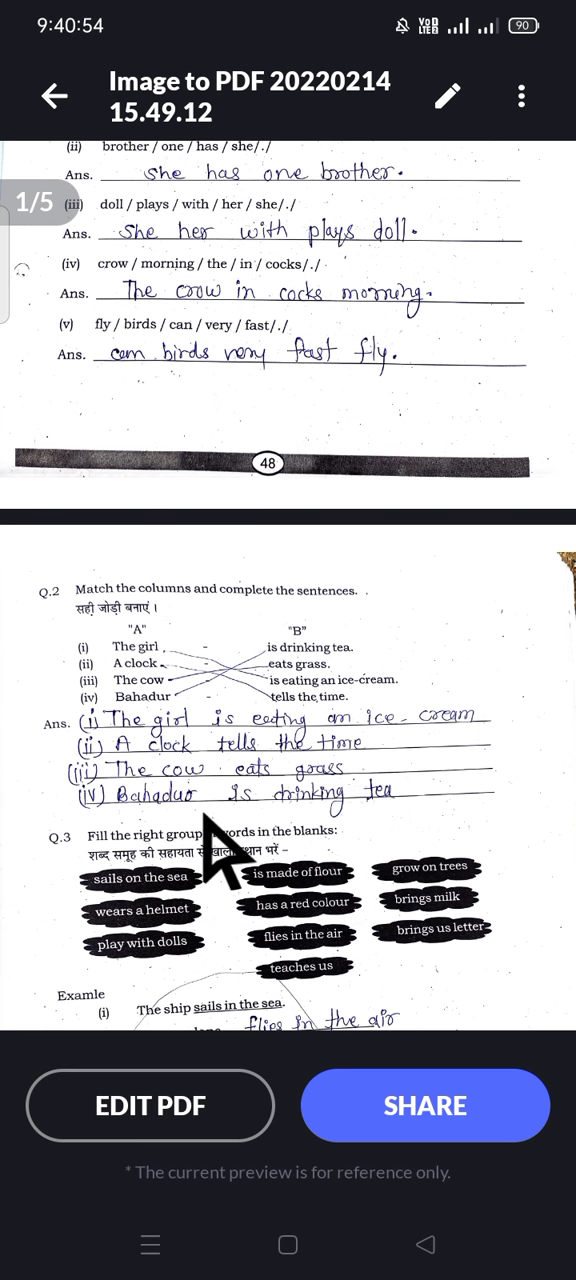 9:40:54
VoD LTE2 90
Image to PDF 20220214
15.49.12
(ii) brother / one / has / she/./
Ans. She has one brother.
1/5
(iii) doll / plays / with / her / she/./
Ans. She her with plays doll.
(iv) crow / morning / the / in / cocks/./
Ans. The crow in cocks morning.
(v) fly / birds / can / very / fast/./
Ans. can birds very fast fly.
48
Q.2 Match the columns and complete the sentences.
सही जोड़ी बनाएं।
"A" "B"
(i) The girl is drinking tea.
(ii) A clock eats grass.
(iii) The cow is eating an ice-cream.
(iv) Bahadur tells the time.
Ans. (i) The girl is eeting an ice-cream
(ii) A clock tells the time
(iii) The cow eats grass
(iv) Bahadur is drinking tea
Q.3 Fill the right group words in the blanks:
शब्द समूह की सहायता से स्थान भरें –
sails on the sea is made of flour grow on trees
wears a helmet has a red colour brings milk
play with dolls flies in the air brings us letter
teaches us
Examle
(i) The ship sails in the sea.
flies in the air
EDIT PDF SHARE
* The current preview is for reference only.